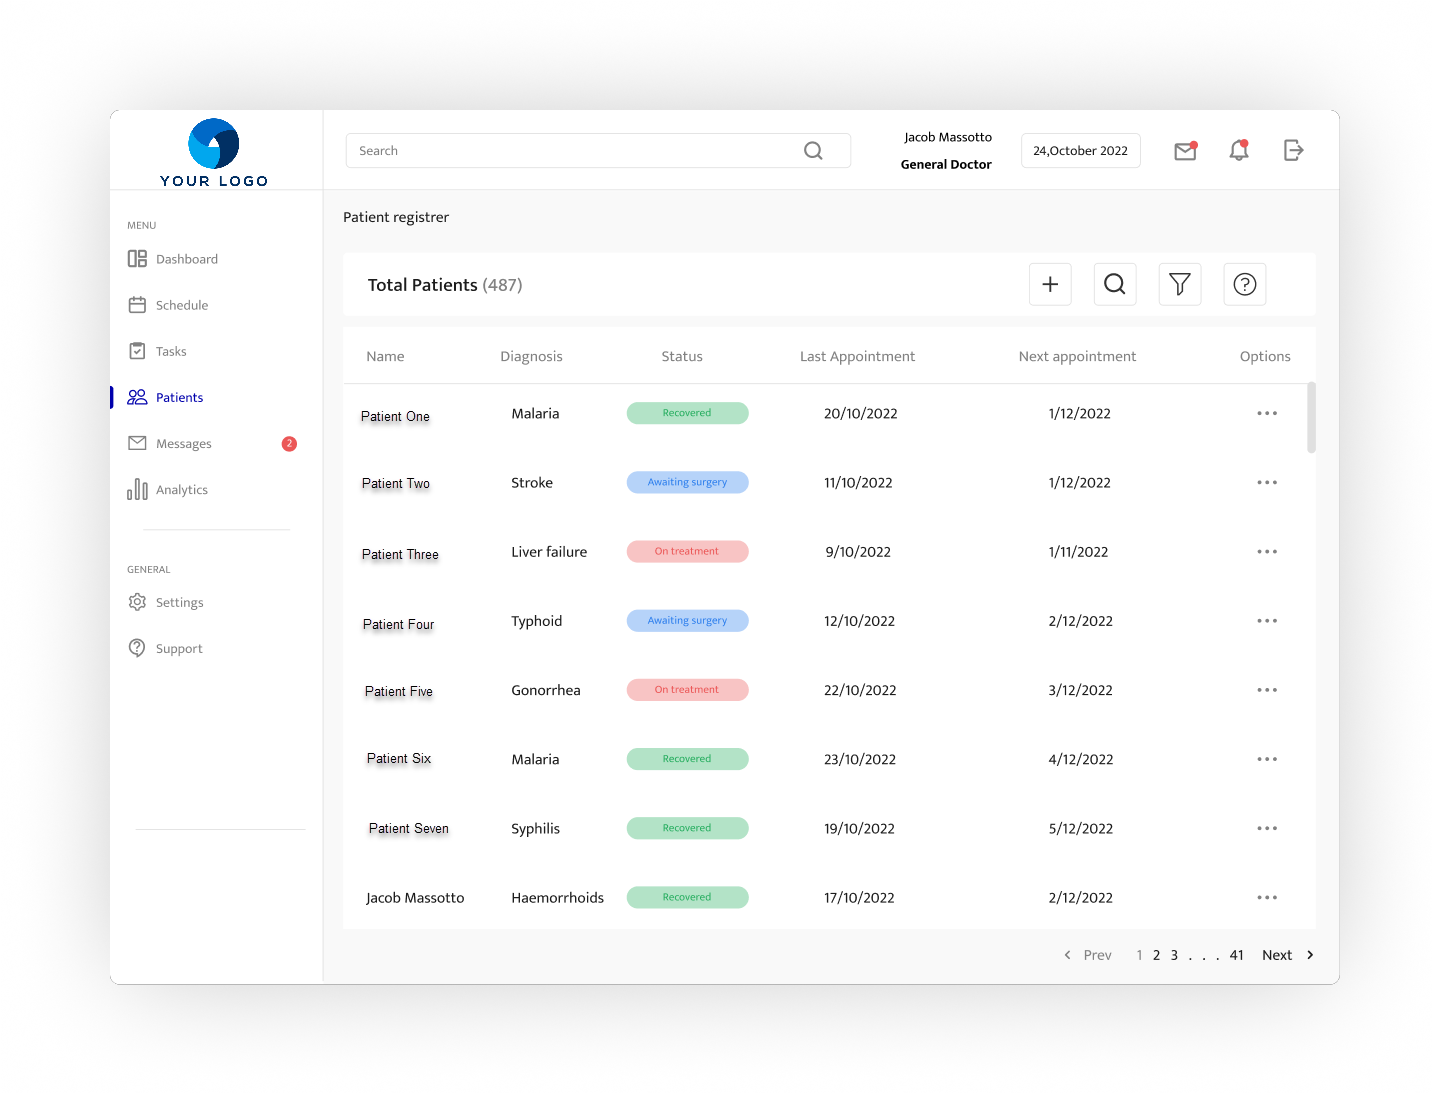 YOUR LOGO
Search
Jacob Massotto
General Doctor
24,October 2022
MENU
Dashboard
Schedule
Tasks
Patients
Messages 2
Analytics
GENERAL
Settings
Support
Patient registrer
Total Patients (487)
Name Diagnosis Status Last Appointment Next appointment Options
Patient One Malaria Recovered 20/10/2022 1/12/2022
Patient Two Stroke Awaiting surgery 11/10/2022 1/12/2022
Patient Three Liver failure On treatment 9/10/2022 1/11/2022
Patient Four Typhoid Awaiting surgery 12/10/2022 2/12/2022
Patient Five Gonorrhea On treatment 22/10/2022 3/12/2022
Patient Six Malaria Recovered 23/10/2022 4/12/2022
Patient Seven Syphilis Recovered 19/10/2022 5/12/2022
Jacob Massotto Haemorrhoids Recovered 17/10/2022 2/12/2022
Prev 1 2 3 . . . 41 Next